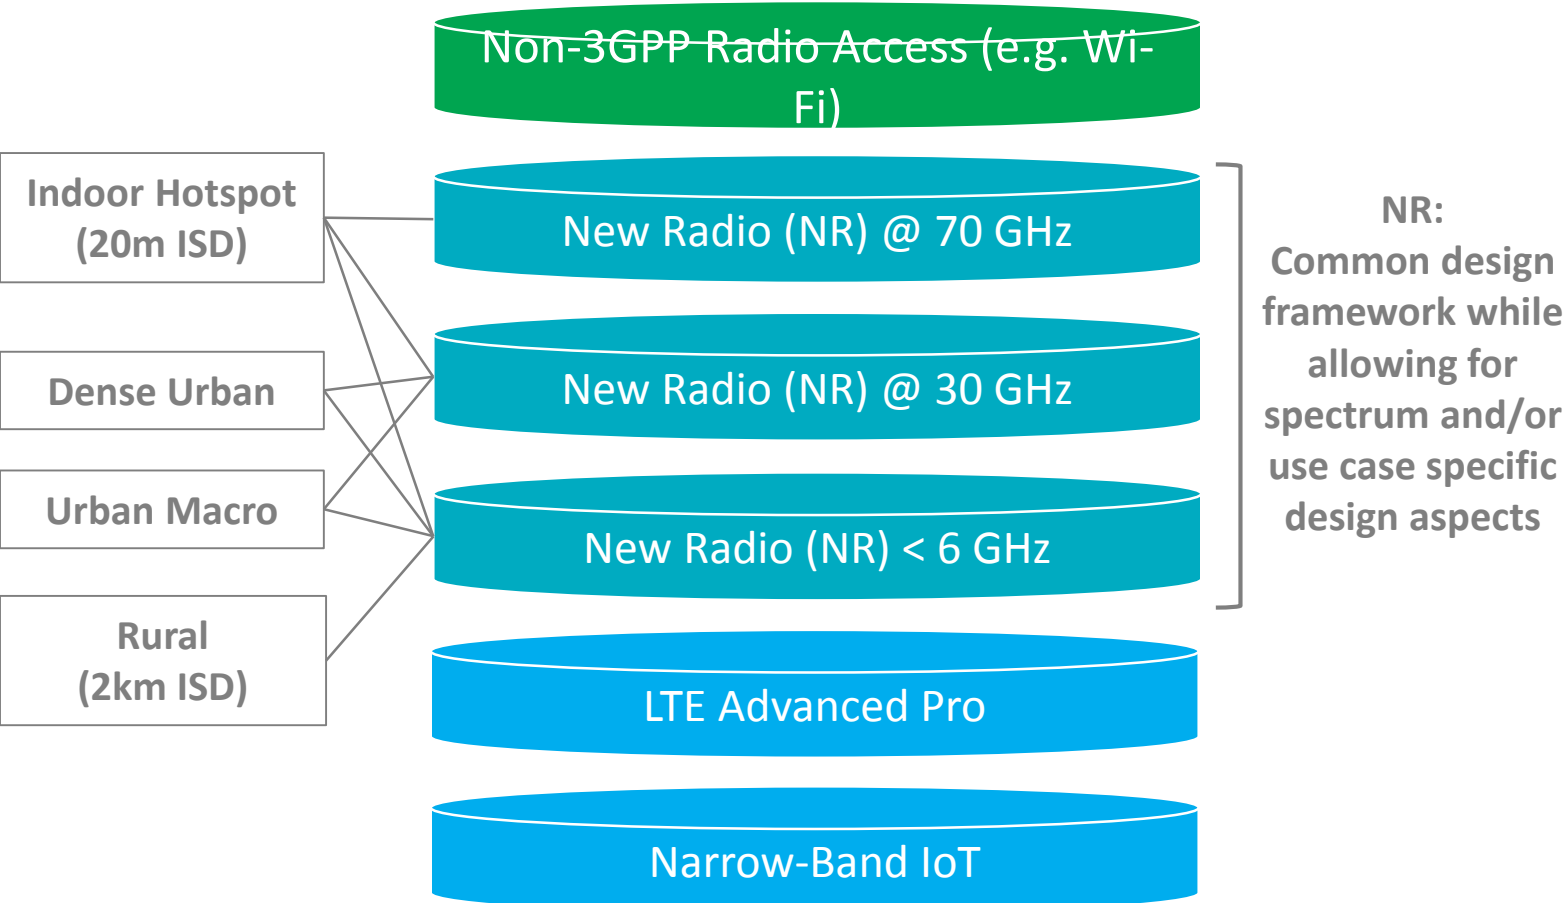 Non-3GPP Radio Access (e.g. Wi-
Fi)
Indoor Hotspot
(20m ISD)
Dense Urban
Urban Macro
Rural
(2km ISD)
New Radio (NR) @ 70 GHz
New Radio (NR) @ 30 GHz
New Radio (NR) < 6 GHz
LTE Advanced Pro
Narrow-Band IoT
NR:
Common design
framework while
allowing for
spectrum and/or
use case specific
design aspects